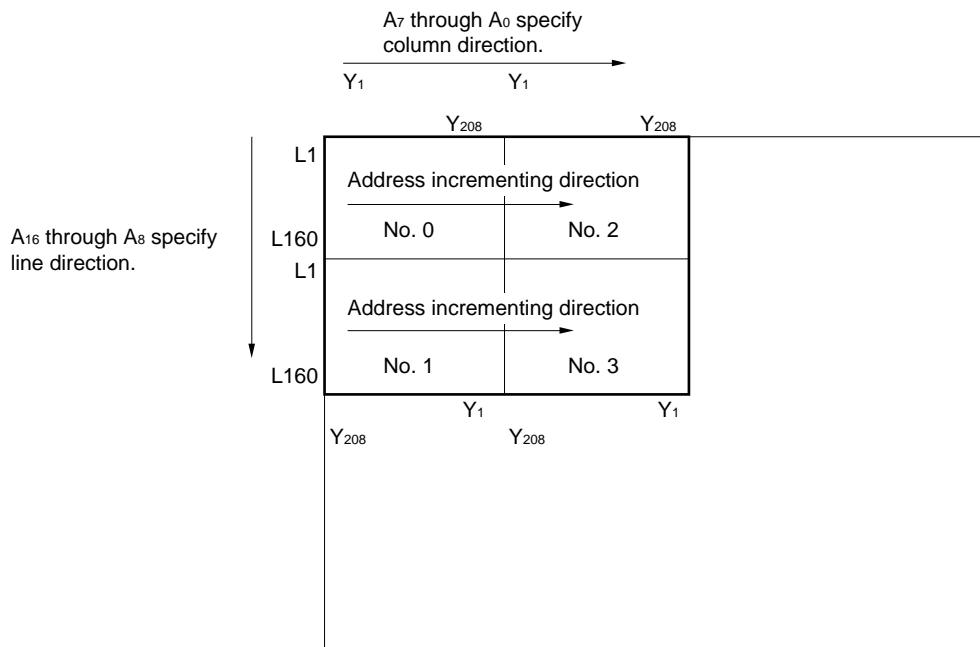 A7 through A0 specify
column direction.
Y1 Y1
Y208 Y208
L1
Address incrementing direction
A16 through A8 specify
line direction.
L160 No. 0 No. 2
L1
Address incrementing direction
No. 1 No. 3
L160
Y1 Y1
Y208 Y208